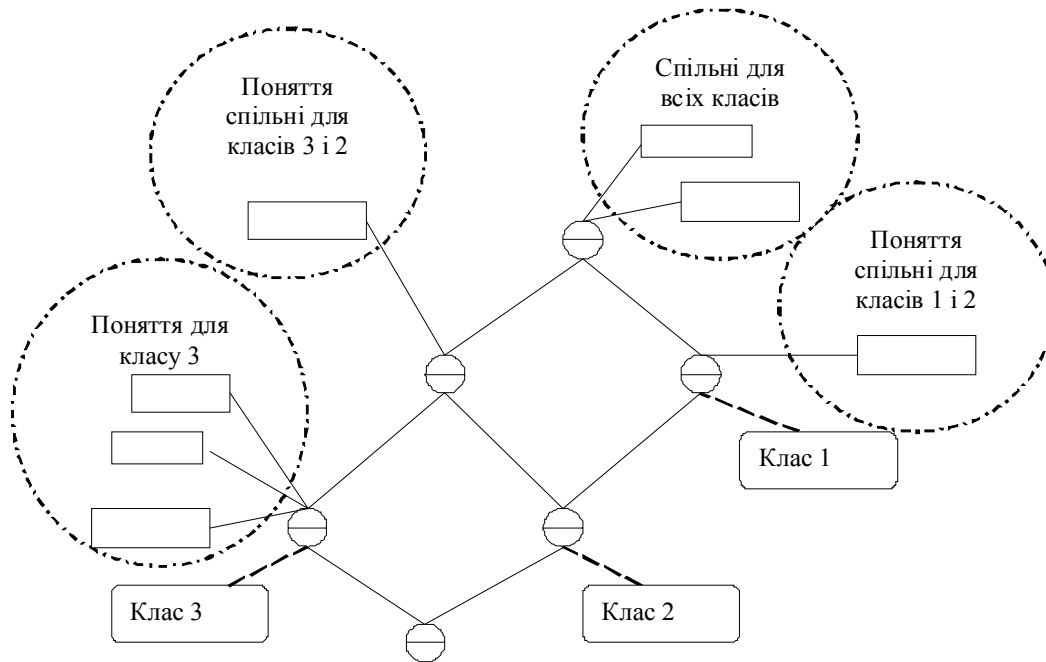 Поняття
спільні для
класів 3 і 2
Спільні для
всіх класів
Поняття
спільні для
класів 1 і 2
Поняття для
класу 3
Клас 1
Клас 3
Клас 2